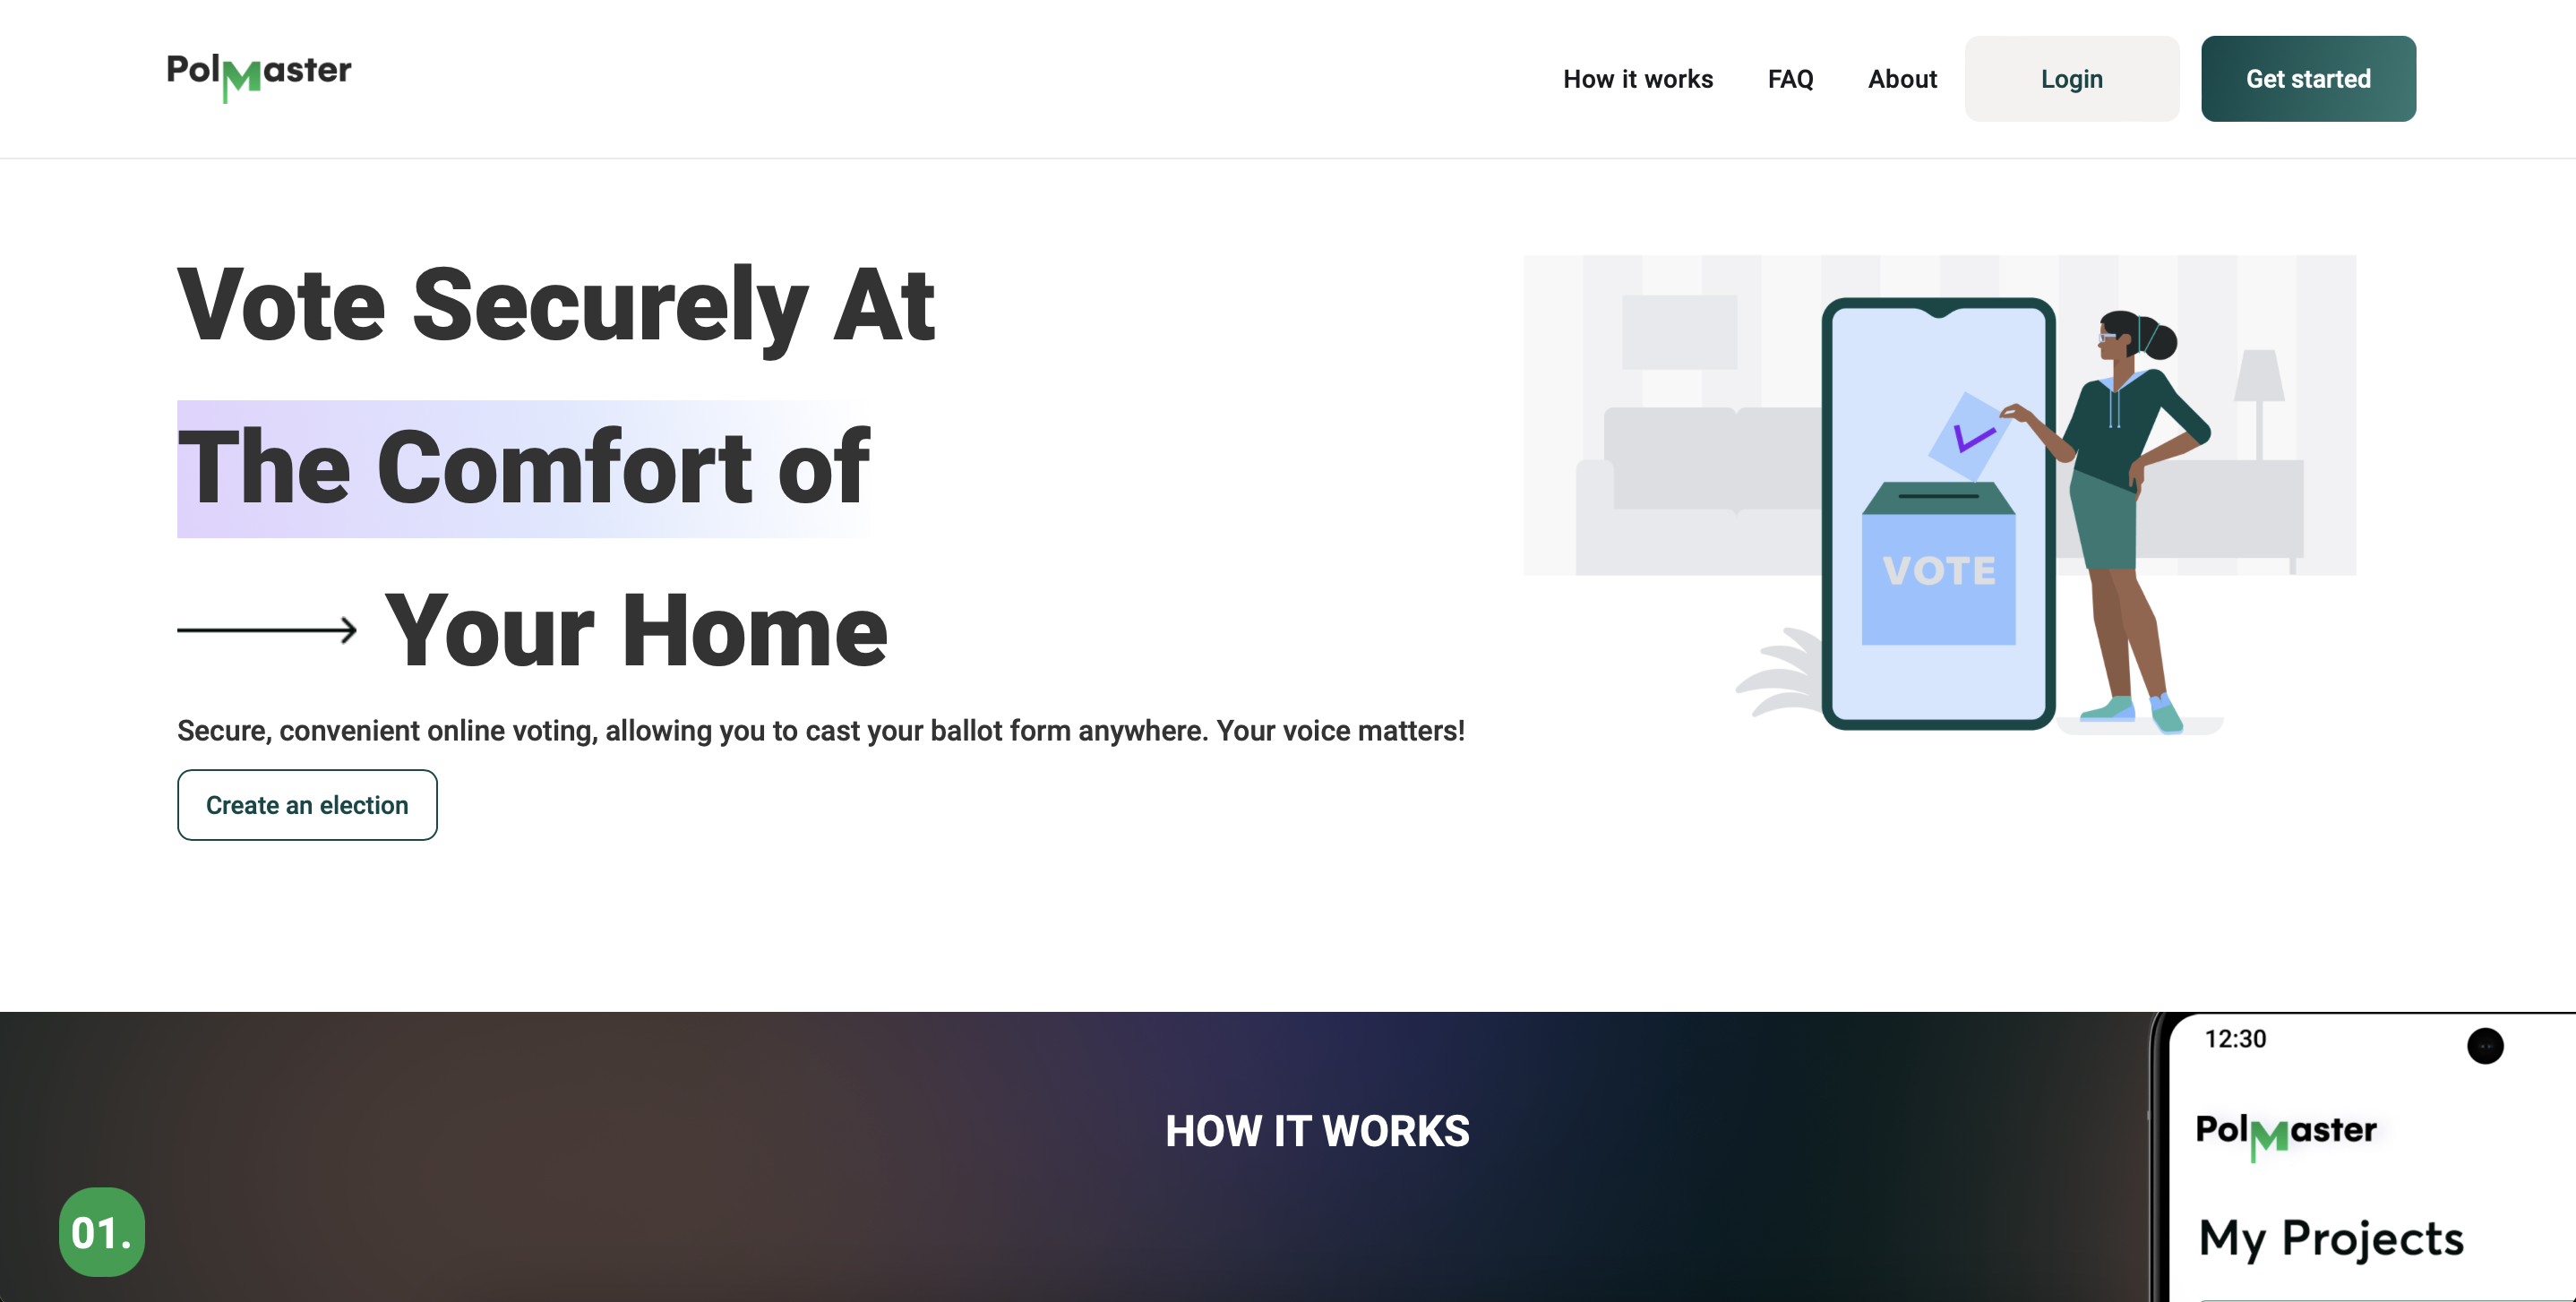 PolMaster
How it works FAQ About Login Get started
Vote Securely At
The Comfort of
Your Home
Secure, convenient online voting, allowing you to cast your ballot form anywhere. Your voice matters!
Create an election
VOTE
HOW IT WORKS
01.
12:30
PolMaster
My Projects